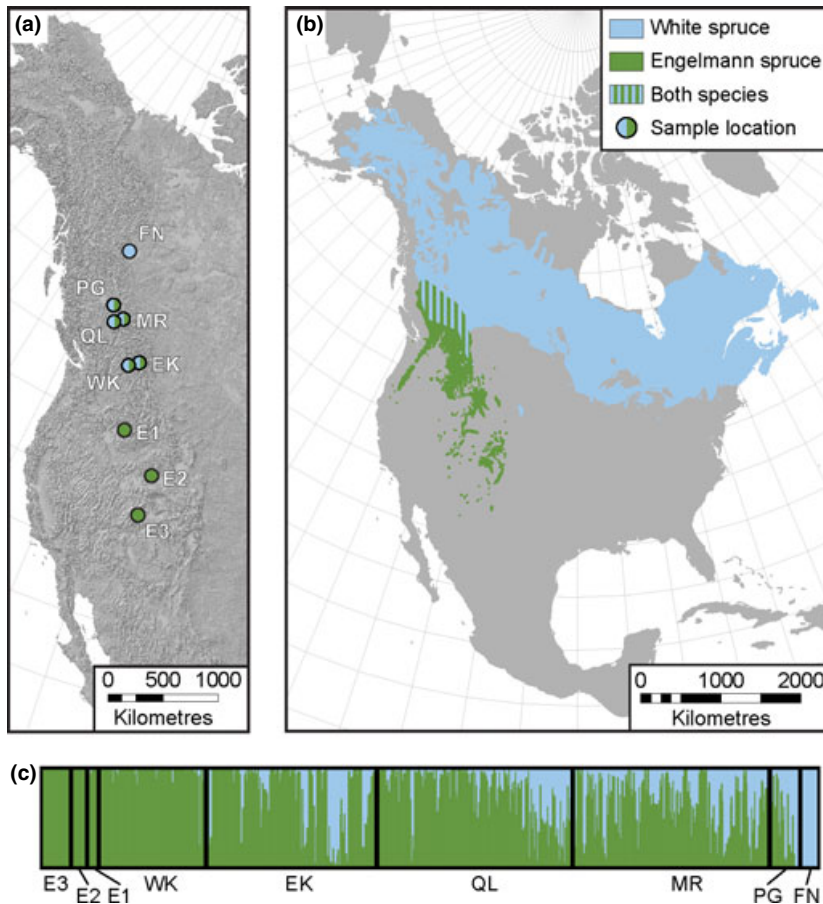 (a)
FN
PG
MR
QL
EK
WK
E1
E2
E3
0 500 1000
Kilometres
(b)
White spruce
Engelmann spruce
Both species
Sample location
0 1000 2000
Kilometres
(c)
E3 E2 E1 WK EK QL MR PG FN